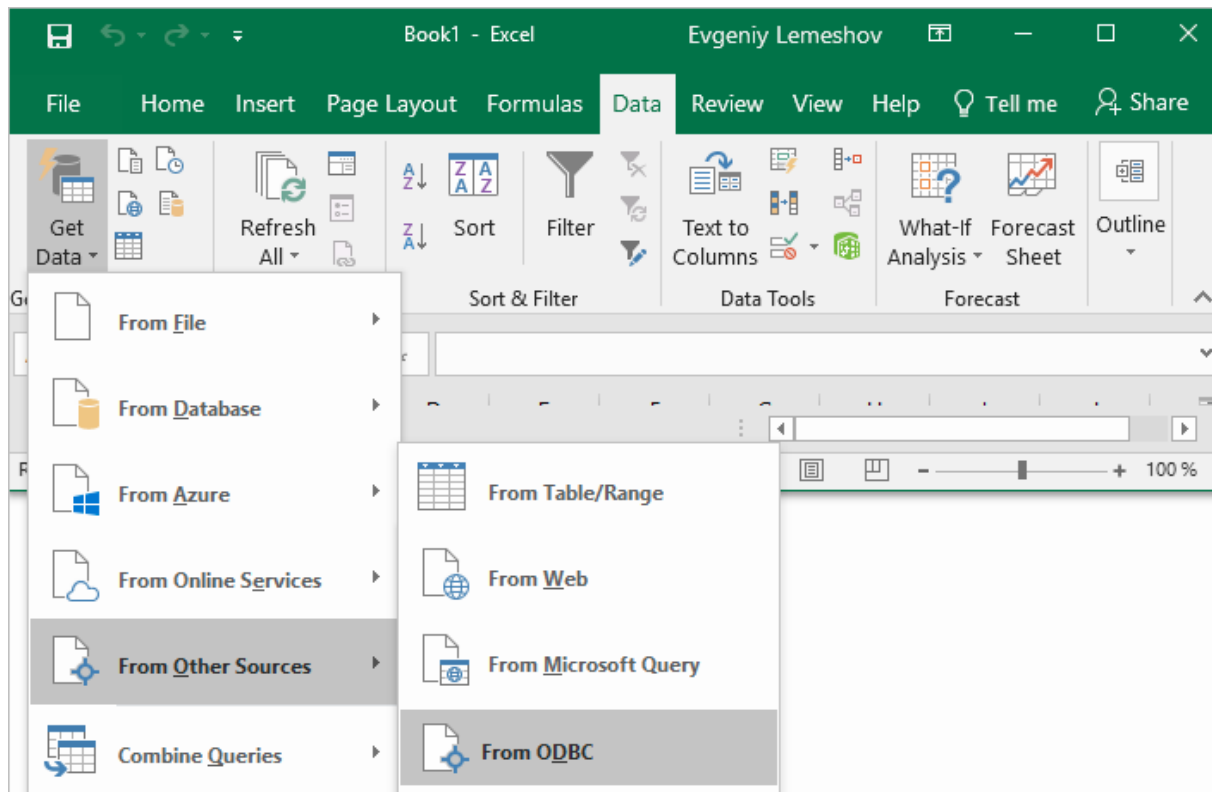 Book1 - Excel
Evgeniy Lemeshov
File Home Insert Page Layout Formulas Data Review View Help Tell me Share
Get Data
Refresh All
Sort
Filter
Text to Columns
What-If Analysis
Forecast Sheet
Outline
Sort & Filter
Data Tools
Forecast
From File
From Database
From Azure
From Online Services
From Other Sources
Combine Queries
From Table/Range
From Web
From Microsoft Query
From ODBC
100 %